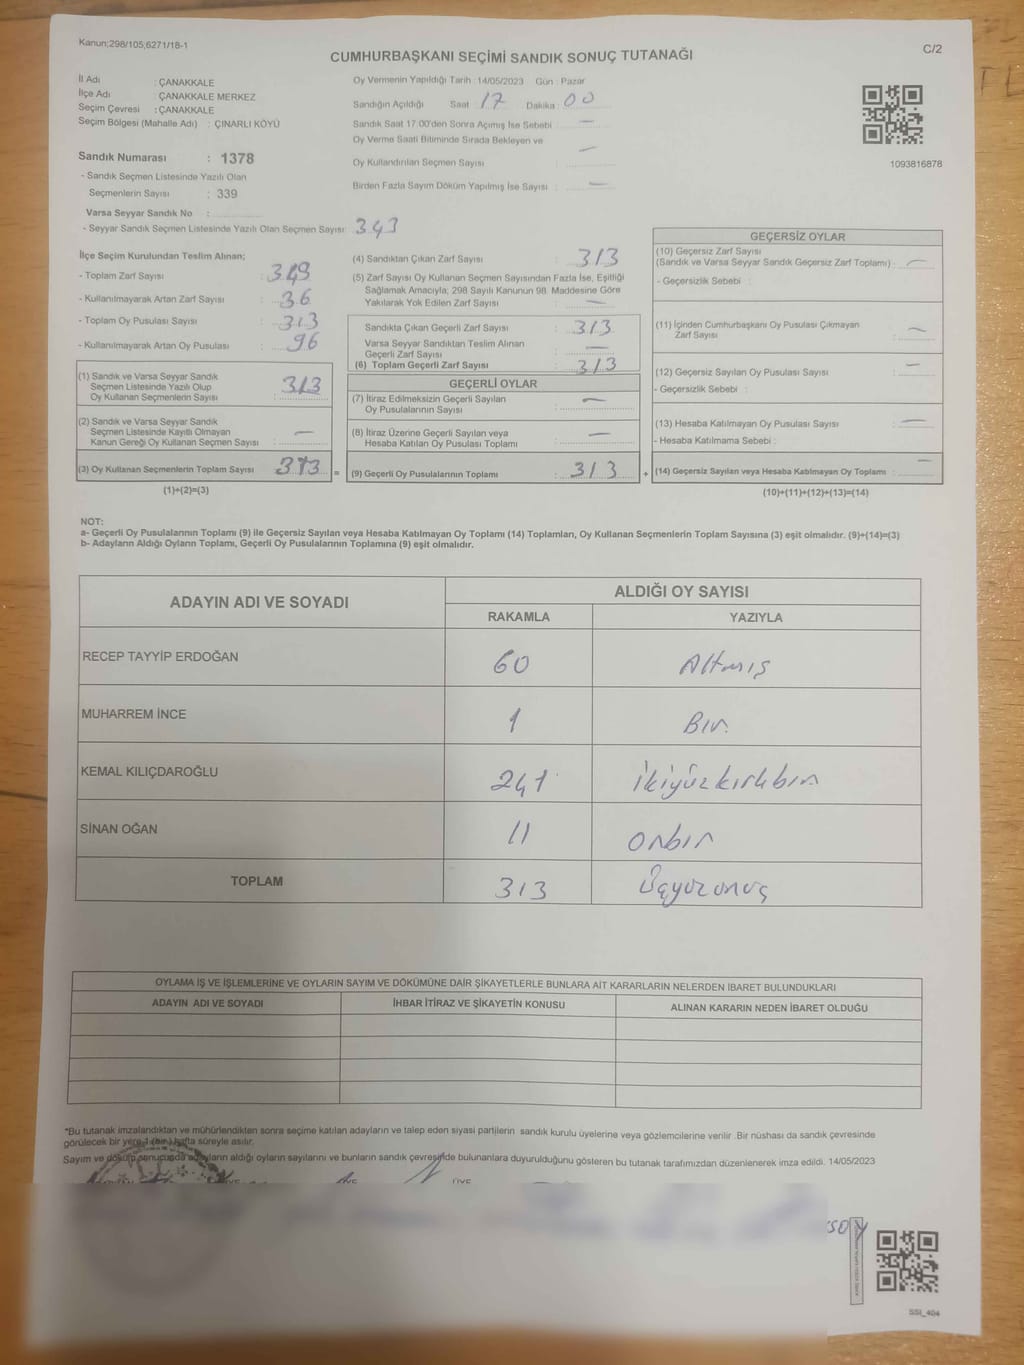 Kanun;298/105;6271/18-1
C/2
CUMHURBAŞKANI SEÇİMİ SANDIK SONUÇ TUTANAĞI
İl Adı : ÇANAKKALE
İlçe Adı : ÇANAKKALE MERKEZ
Seçim Çevresi : ÇANAKKALE
Seçim Bölgesi (Mahalle Adı) : ÇINARLI KÖYÜ
Sandık Numarası : 1378
- Sandık Seçmen Listesinde Yazılı Olan
Seçmenlerin Sayısı : 339
Varsa Seyyar Sandık No :
- Seyyar Sandık Seçmen Listesinde Yazılı Olan Seçmen Sayısı: 343
Oy Vermenin Yapıldığı Tarih :14/05/2023 Gün : Pazar
Sandığın Açıldığı Saat : 17 Dakika : 00
Sandık Saat 17:00'den Sonra Açımış İse Sebebi : —
Oy Verme Saati Bitiminde Sırada Bekleyen ve
Oy Kullandırılan Seçmen Sayısı : —
Birden Fazla Sayım Döküm Yapılmış İse Sayısı : —
1093816878
İlçe Seçim Kurulundan Teslim Alınan;
- Toplam Zarf Sayısı : 349
- Kullanılmayarak Artan Zarf Sayısı : 36
- Toplam Oy Pusulası Sayısı : 313
- Kullanılmayarak Artan Oy Pusulası : 96
(1) Sandık ve Varsa Seyyar Sandık
Seçmen Listesinde Yazılı Olup
Oy Kullanan Seçmenlerin Sayısı : 313
(2) Sandık ve Varsa Seyyar Sandık
Seçmen Listesinde Kayıtlı Olmayan
Kanun Gereği Oy Kullanan Seçmen Sayısı : —
(3) Oy Kullanan Seçmenlerin Toplam Sayısı : 313 =
(1)+(2)=(3)
(4) Sandıktan Çıkan Zarf Sayısı : 313
(5) Zarf Sayısı Oy Kullanan Seçmen Sayısından Fazla İse, Eşitliği
Sağlamak Amacıyla; 298 Sayılı Kanunun 98. Maddesine Göre
Yakılarak Yok Edilen Zarf Sayısı : —
Sandıkta Çıkan Geçerli Zarf Sayısı : 313
Varsa Seyyar Sandıktan Teslim Alınan
Geçerli Zarf Sayısı : —
(6) Toplam Geçerli Zarf Sayısı : 313
GEÇERLİ OYLAR
(7) İtiraz Edilmeksizin Geçerli Sayılan
Oy Pusulalarının Sayısı : —
(8) İtiraz Üzerine Geçerli Sayılan veya
Hesaba Katılan Oy Pusulası Toplamı : —
(9) Geçerli Oy Pusulalarının Toplamı : 313 +
GEÇERSİZ OYLAR
(10) Geçersiz Zarf Sayısı
(Sandık ve Varsa Seyyar Sandık Geçersiz Zarf Toplamı) : —
- Geçersizlik Sebebi :
(11) İçinden Cumhurbaşkanı Oy Pusulası Çıkmayan
Zarf Sayısı : —
(12) Geçersiz Sayılan Oy Pusulası Sayısı : —
- Geçersizlik Sebebi :
(13) Hesaba Katılmayan Oy Pusulası Sayısı : —
- Hesaba Katılmama Sebebi :
(14) Geçersiz Sayılan veya Hesaba Katılmayan Oy Toplamı : —
(10)+(11)+(12)+(13)=(14)
NOT:
a- Geçerli Oy Pusulalarının Toplamı (9) ile Geçersiz Sayılan veya Hesaba Katılmayan Oy Toplamı (14) Toplamları, Oy Kullanan Seçmenlerin Toplam Sayısına (3) eşit olmalıdır. (9)+(14)=(3)
b- Adayların Aldığı Oyların Toplamı, Geçerli Oy Pusulalarının Toplamına (9) eşit olmalıdır.
ADAYIN ADI VE SOYADI
ALDIĞI OY SAYISI
RAKAMLA YAZIYLA
RECEP TAYYİP ERDOĞAN 60 Altmış
MUHARREM İNCE 1 Bir.
KEMAL KILIÇDAROĞLU 241 ikiyüzkırkbir
SİNAN OĞAN 11 onbir
TOPLAM 313 Üçyüzonüç
OYLAMA İŞ VE İŞLEMLERİNE VE OYLARIN SAYIM VE DÖKÜMÜNE DAİR ŞİKAYETLERLE BUNLARA AİT KARARLARIN NELERDEN İBARET BULUNDUKLARI
ADAYIN ADI VE SOYADI İHBAR İTİRAZ VE ŞİKAYETİN KONUSU ALINAN KARARIN NEDEN İBARET OLDUĞU
*Bu tutanak imzalandıktan ve mühürlendikten sonra seçime katılan adayların ve talep eden siyasi partilerin sandık kurulu üyelerine veya gözlemcilerine verilir .Bir nüshası da sandık çevresinde
görülecek bir yere 1 (bir) hafta süreyle asılır.
Sayım ve döküm sonucunda adayların aldığı oyların sayılarını ve bunların sandık çevresinde bulunanlara duyurulduğunu gösteren bu tutanak tarafımızdan düzenlenerek imza edildi. 14/05/2023
SSI_404